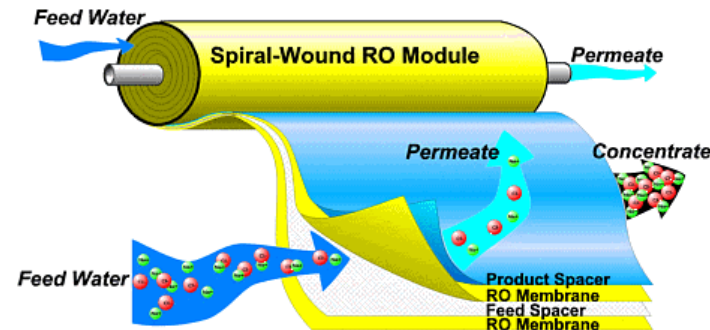 Feed Water
Spiral-Wound RO Module
Permeate
Permeate
Concentrate
Feed Water
Product Spacer
RO Membrane
Feed Spacer
RO Membrane